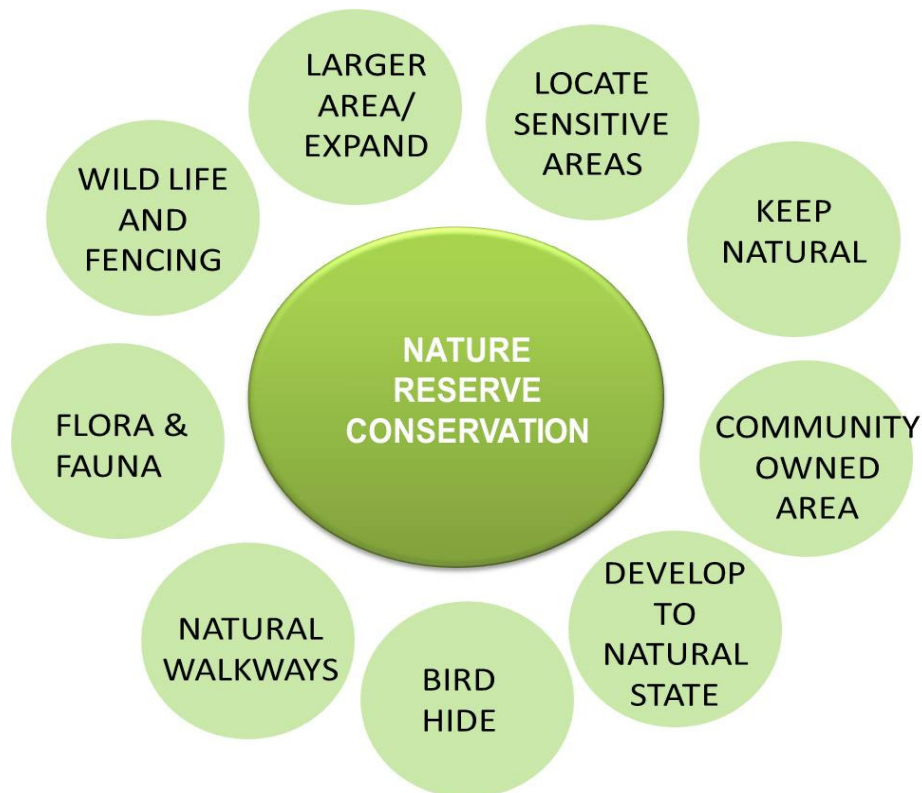 NATURE
RESERVE
CONSERVATION
LARGER
AREA/
EXPAND
LOCATE
SENSITIVE
AREAS
KEEP
NATURAL
COMMUNITY
OWNED
AREA
DEVELOP
TO
NATURAL
STATE
BIRD
HIDE
NATURAL
WALKWAYS
FLORA &
FAUNA
WILD LIFE
AND
FENCING